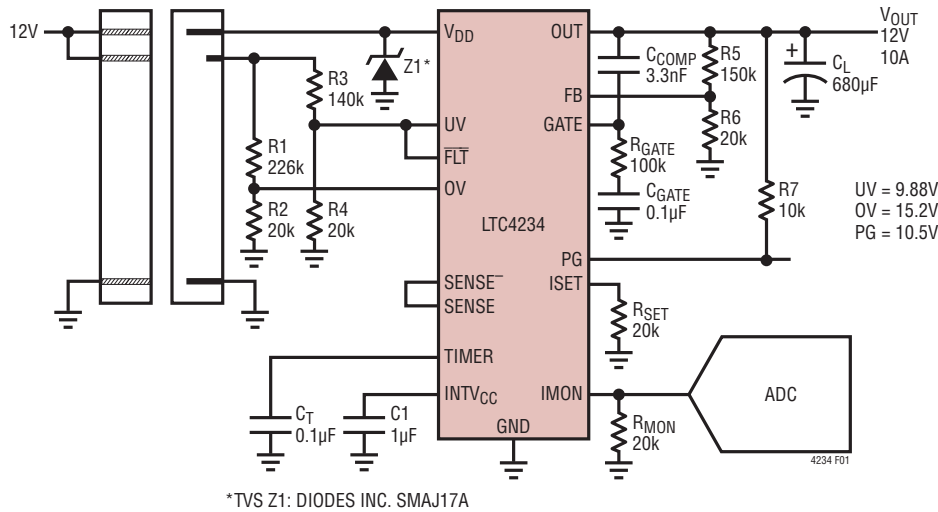 12V
VDD
OUT
VOUT
12V
10A
Z1*
CCOMP
3.3nF
R5
150k
+
CL
680µF
R3
140k
FB
UV
GATE
R6
20k
R1
226k
FLT
RGATE
100k
OV
CGATE
0.1µF
R7
10k
UV = 9.88V
OV = 15.2V
PG = 10.5V
R2
20k
R4
20k
LTC4234
PG
SENSE–
SENSE
ISET
RSET
20k
TIMER
INTVCC
IMON
ADC
CT
0.1µF
C1
1µF
GND
RMON
20k
4234 F01
*TVS Z1: DIODES INC. SMAJ17A